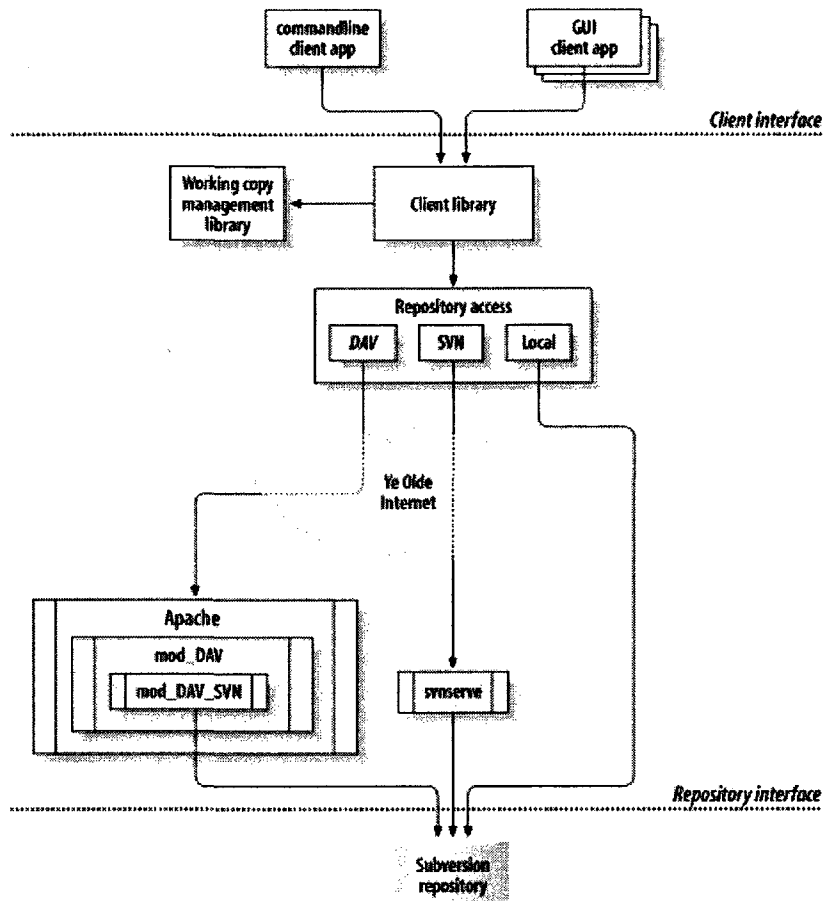 commandline
client app
GUI
client app
Client interface
Working copy
management
library
Client library
Repository access
DAV
SVN
Local
Ye Olde
Internet
Apache
mod_DAV
mod_DAV_SVN
svnserve
Repository interface
Subversion
repository